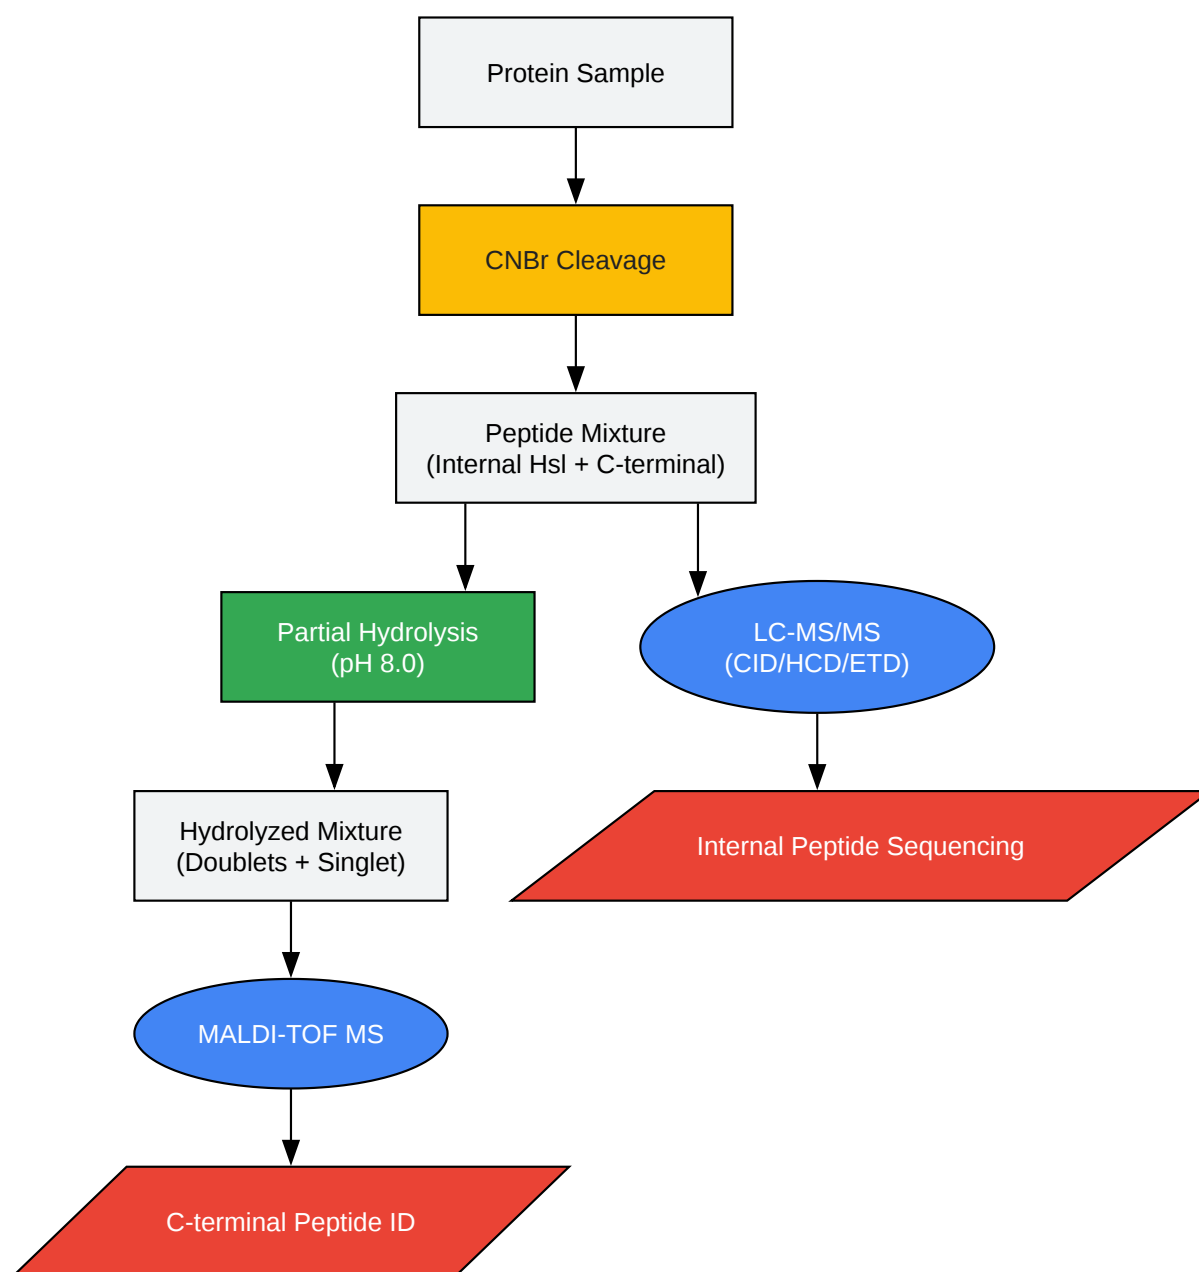 Protein Sample
CNBr Cleavage
Peptide Mixture
(Internal Hsl + C-terminal)
Partial Hydrolysis
(pH 8.0)
LC-MS/MS
(CID/HCD/ETD)
Hydrolyzed Mixture
(Doublets + Singlet)
Internal Peptide Sequencing
MALDI-TOF MS
C-terminal Peptide ID